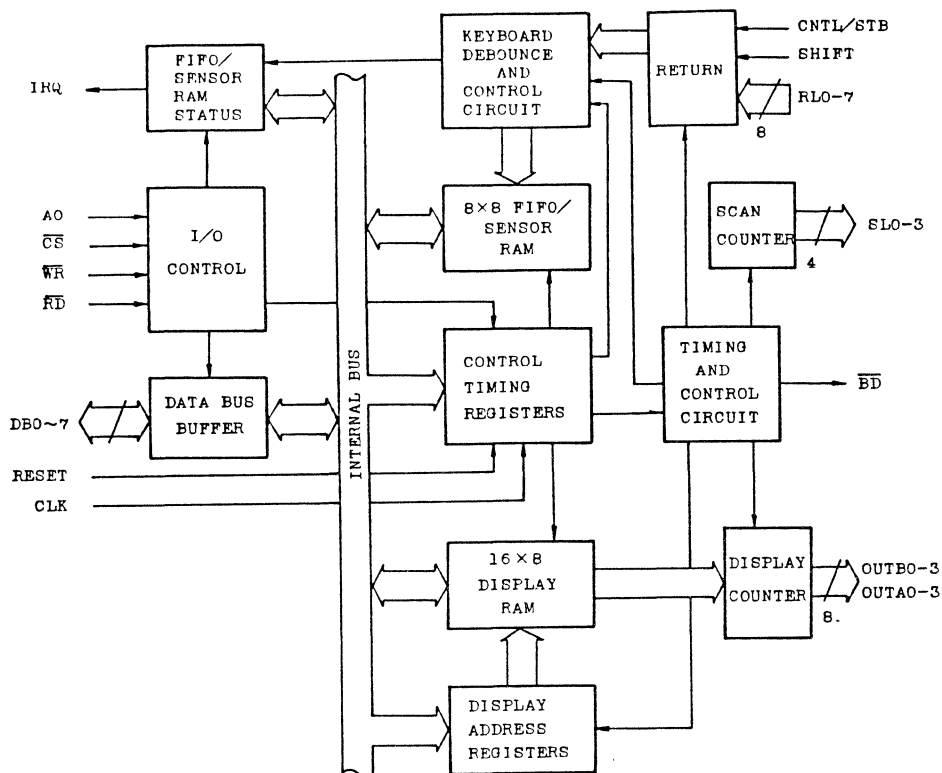 KEYBOARD
DEBOUNCE
AND
CONTROL
CIRCUIT
RETURN
CNTL/STB
SHIFT
RL0-7
8
FIFO/
SENSOR
RAM
STATUS
IRQ
A0
CS
WR
RD
I/O
CONTROL
8×8 FIFO/
SENSOR
RAM
SCAN
COUNTER
SL0-3
4
CONTROL
TIMING
REGISTERS
TIMING
AND
CONTROL
CIRCUIT
BD
INTERNAL BUS
DB0~7
DATA BUS
BUFFER
RESET
CLK
16×8
DISPLAY
RAM
DISPLAY
COUNTER
OUTB0-3
OUTA0-3
8.
DISPLAY
ADDRESS
REGISTERS